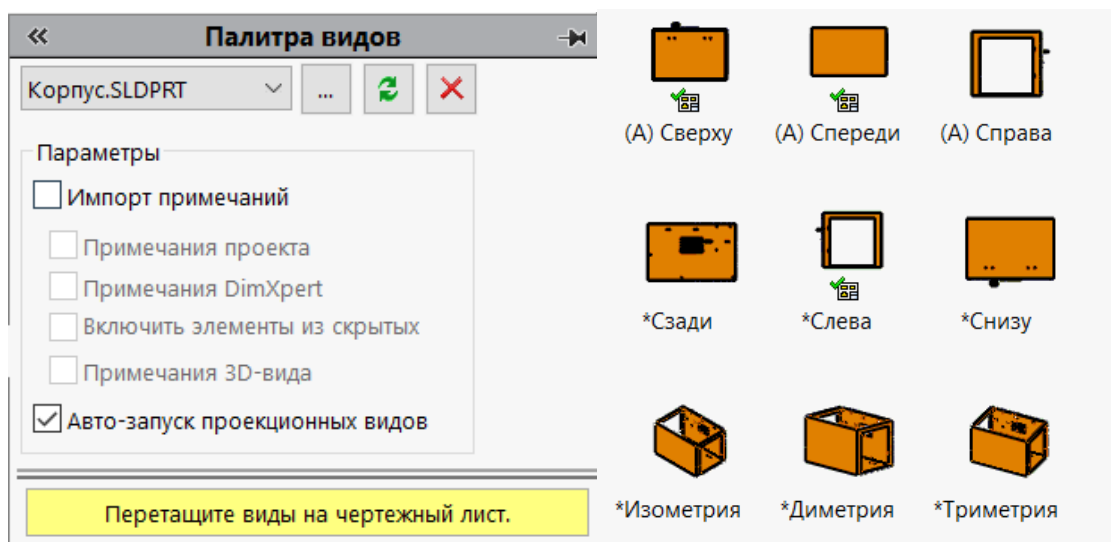 Палитра видов
Корпус.SLDPRT
...
Параметры
Импорт примечаний
Примечания проекта
Примечания DimXpert
Включить элементы из скрытых
Примечания 3D-вида
Авто-запуск проекционных видов
Перетащите виды на чертежный лист.
(А) Сверху (А) Спереди (А) Справа
*Сзади *Слева *Снизу
*Изометрия *Диметрия *Триметрия